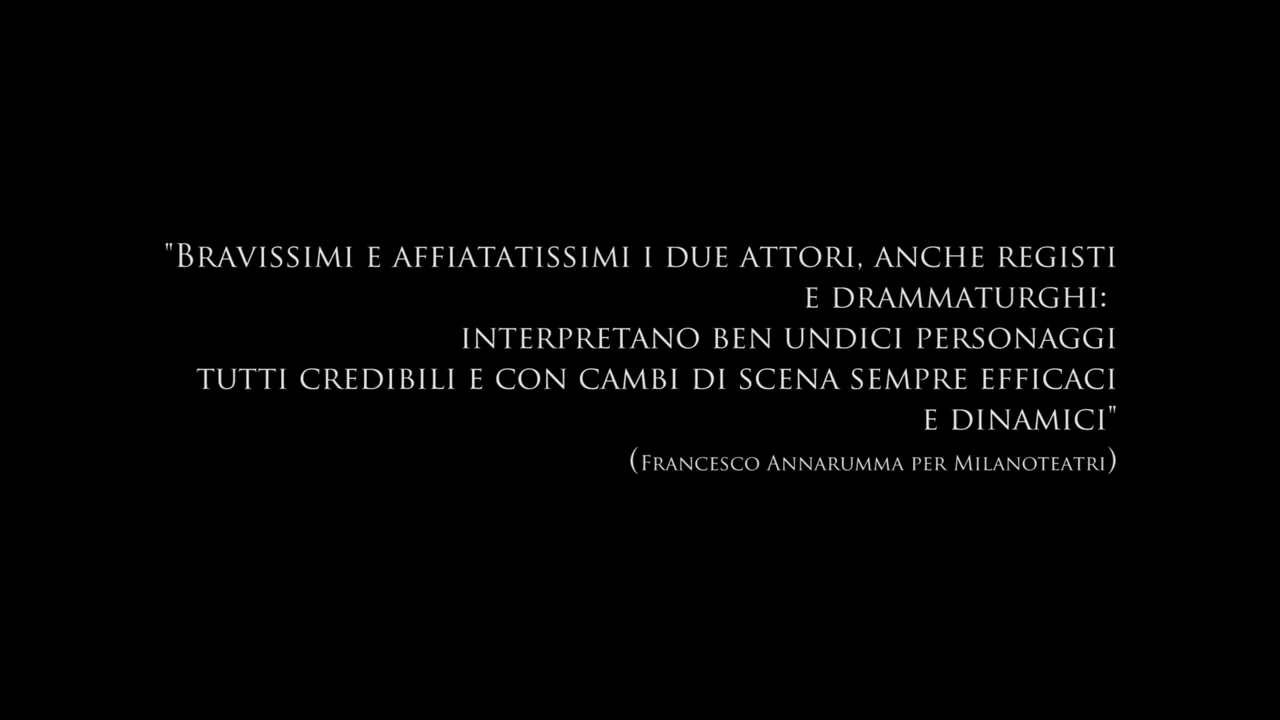 "Bravissimi e affiatatissimi i due attori, anche registi
e drammaturghi:
interpretano ben undici personaggi
tutti credibili e con cambi di scena sempre efficaci
e dinamici"
(Francesco Annarumma per Milanoteatri)